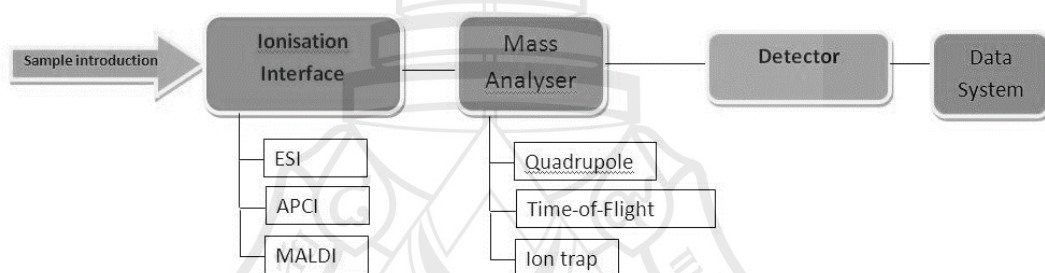 Sample introduction
Ionisation
Interface
Mass
Analyser
Detector
Data
System
ESI
APCI
MALDI
Quadrupole
Time-of-Flight
Ion trap